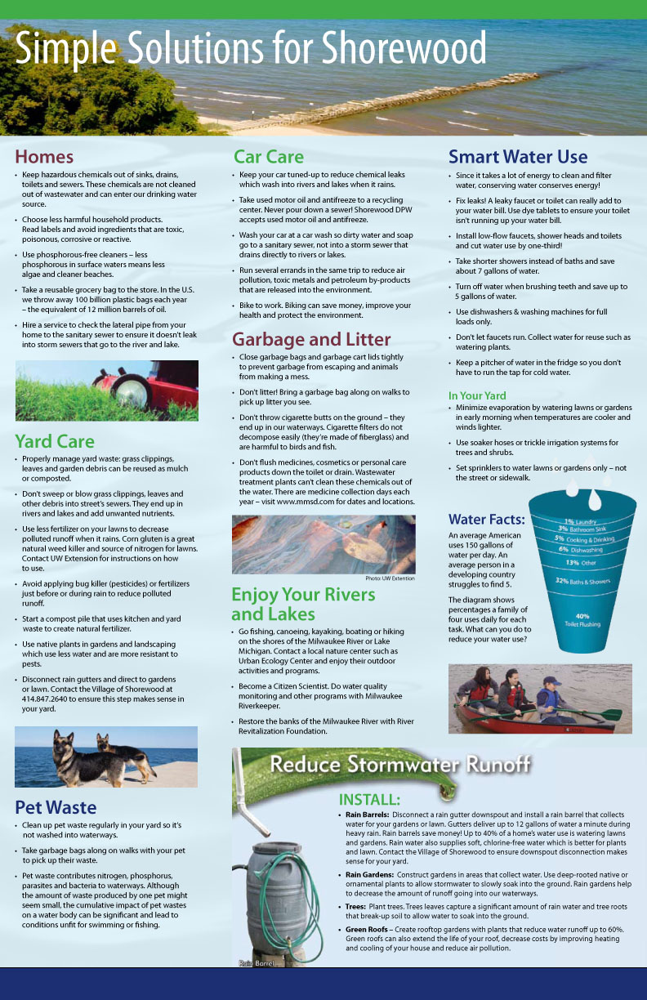 Simple Solutions for Shorewood
Homes
• Keep hazardous chemicals out of sinks, drains,
toilets and sewers. These chemicals are not cleaned
out of wastewater and can enter our drinking water
source.
• Choose less harmful household products.
Read labels and avoid ingredients that are toxic,
poisonous, corrosive or reactive.
• Use phosphorous-free cleaners – less
phosphorous in surface waters means less
algae and cleaner beaches.
• Take a reusable grocery bag to the store. In the U.S.
we throw away 100 billion plastic bags each year
– the equivalent of 12 million barrels of oil.
• Hire a service to check the lateral pipe from your
home to the sanitary sewer to ensure it doesn't leak
into storm sewers that go to the river and lake.
Yard Care
• Properly manage yard waste: grass clippings,
leaves and garden debris can be reused as mulch
or composted.
• Don't sweep or blow grass clippings, leaves and
other debris into street's sewers. They end up in
rivers and lakes and add unwanted nutrients.
• Use less fertilizer on your lawns to decrease
polluted runoff when it rains. Corn gluten is a great
natural weed killer and source of nitrogen for lawns.
Contact UW Extension for instructions on how
to use.
• Avoid applying bug killer (pesticides) or fertilizers
just before or during rain to reduce polluted
runoff.
• Start a compost pile that uses kitchen and yard
waste to create natural fertilizer.
• Use native plants in gardens and landscaping
which use less water and are more resistant to
pests.
• Disconnect rain gutters and direct to gardens
or lawn. Contact the Village of Shorewood at
414.847.2640 to ensure this step makes sense in
your yard.
Pet Waste
• Clean up pet waste regularly in your yard so it's
not washed into waterways.
• Take garbage bags along on walks with your pet
to pick up their waste.
• Pet waste contributes nitrogen, phosphorus,
parasites and bacteria to waterways. Although
the amount of waste produced by one pet might
seem small, the cumulative impact of pet wastes
on a water body can be significant and lead to
conditions unfit for swimming or fishing.
Car Care
• Keep your car tuned-up to reduce chemical leaks
which wash into rivers and lakes when it rains.
• Take used motor oil and antifreeze to a recycling
center. Never pour down a sewer! Shorewood DPW
accepts used motor oil and antifreeze.
• Wash your car at a car wash so dirty water and soap
go to a sanitary sewer, not into a storm sewer that
drains directly to rivers or lakes.
• Run several errands in the same trip to reduce air
pollution, toxic metals and petroleum by-products
that are released into the environment.
• Bike to work. Biking can save money, improve your
health and protect the environment.
Garbage and Litter
• Close garbage bags and garbage cart lids tightly
to prevent garbage from escaping and animals
from making a mess.
• Don't litter! Bring a garbage bag along on walks to
pick up litter you see.
• Don't throw cigarette butts on the ground – they
end up in our waterways. Cigarette filters do not
decompose easily (they're made of fiberglass) and
are harmful to birds and fish.
• Don't flush medicines, cosmetics or personal care
products down the toilet or drain. Wastewater
treatment plants can't clean these chemicals out of
the water. There are medicine collection days each
year – visit www.mmsd.com for dates and locations.
Photo: UW Extention
Enjoy Your Rivers
and Lakes
• Go fishing, canoeing, kayaking, boating or hiking
on the shores of the Milwaukee River or Lake
Michigan. Contact a local nature center such as
Urban Ecology Center and enjoy their outdoor
activities and programs.
• Become a Citizen Scientist. Do water quality
monitoring and other programs with Milwaukee
Riverkeeper.
• Restore the banks of the Milwaukee River with River
Revitalization Foundation.
Smart Water Use
• Since it takes a lot of energy to clean and filter
water, conserving water conserves energy!
• Fix leaks! A leaky faucet or toilet can really add to
your water bill. Use dye tablets to ensure your toilet
isn't running up your water bill.
• Install low-flow faucets, shower heads and toilets
and cut water use by one-third!
• Take shorter showers instead of baths and save
about 7 gallons of water.
• Turn off water when brushing teeth and save up to
5 gallons of water.
• Use dishwashers & washing machines for full
loads only.
• Don't let faucets run. Collect water for reuse such as
watering plants.
• Keep a pitcher of water in the fridge so you don't
have to run the tap for cold water.
In Your Yard
• Minimize evaporation by watering lawns or gardens
in early morning when temperatures are cooler and
winds lighter.
• Use soaker hoses or trickle irrigation systems for
trees and shrubs.
• Set sprinklers to water lawns or gardens only – not
the street or sidewalk.
Water Facts:
An average American
uses 150 gallons of
water per day. An
average person in a
developing country
struggles to find 5.
The diagram shows
percentages a family of
four uses daily for each
task. What can you do to
reduce your water use?
1% Laundry
3% Bathroom Sink
5% Cooking & Drinking
6% Dishwashing
13% Other
32% Baths & Showers
40%
Toilet Flushing
Reduce Stormwater Runoff
INSTALL:
• Rain Barrels: Disconnect a rain gutter downspout and install a rain barrel that collects
water for your gardens or lawn. Gutters deliver up to 12 gallons of water a minute during
heavy rain. Rain barrels save money! Up to 40% of a home's water use is watering lawns
and gardens. Rain water also supplies soft, chlorine-free water which is better for plants
and lawn. Contact the Village of Shorewood to ensure downspout disconnection makes
sense for your yard.
• Rain Gardens: Construct gardens in areas that collect water. Use deep-rooted native or
ornamental plants to allow stormwater to slowly soak into the ground. Rain gardens help
to decrease the amount of runoff going into our waterways.
• Trees: Plant trees. Trees leaves capture a significant amount of rain water and tree roots
that break-up soil to allow water to soak into the ground.
• Green Roofs – Create rooftop gardens with plants that reduce water runoff up to 60%.
Green roofs can also extend the life of your roof, decrease costs by improving heating
and cooling of your house and reduce air pollution.
Rain Barrel